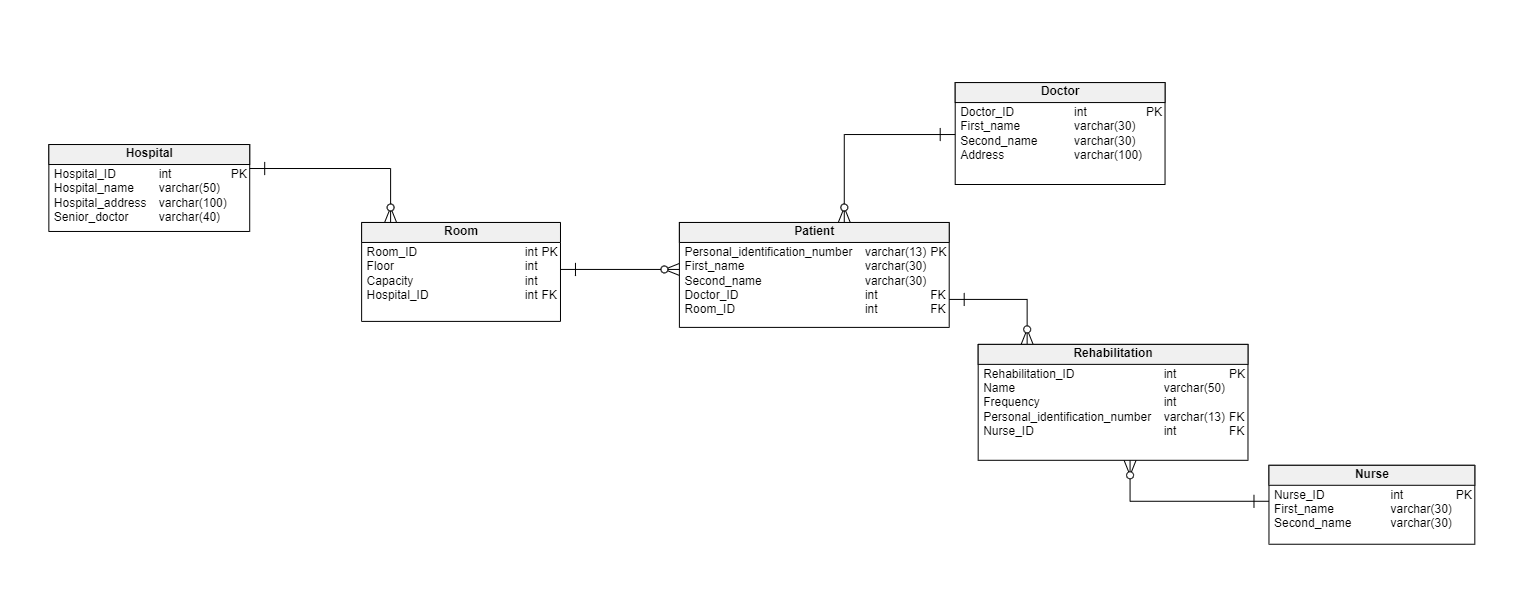 Hospital
Hospital_ID int PK
Hospital_name varchar(50)
Hospital_address varchar(100)
Senior_doctor varchar(40)
Room
Room_ID int PK
Floor int
Capacity int
Hospital_ID int FK
Patient
Personal_identification_number varchar(13) PK
First_name varchar(30)
Second_name varchar(30)
Doctor_ID int FK
Room_ID int FK
Doctor
Doctor_ID int PK
First_name varchar(30)
Second_name varchar(30)
Address varchar(100)
Rehabilitation
Rehabilitation_ID int PK
Name varchar(50)
Frequency int
Personal_identification_number varchar(13) FK
Nurse_ID int FK
Nurse
Nurse_ID int PK
First_name varchar(30)
Second_name varchar(30)